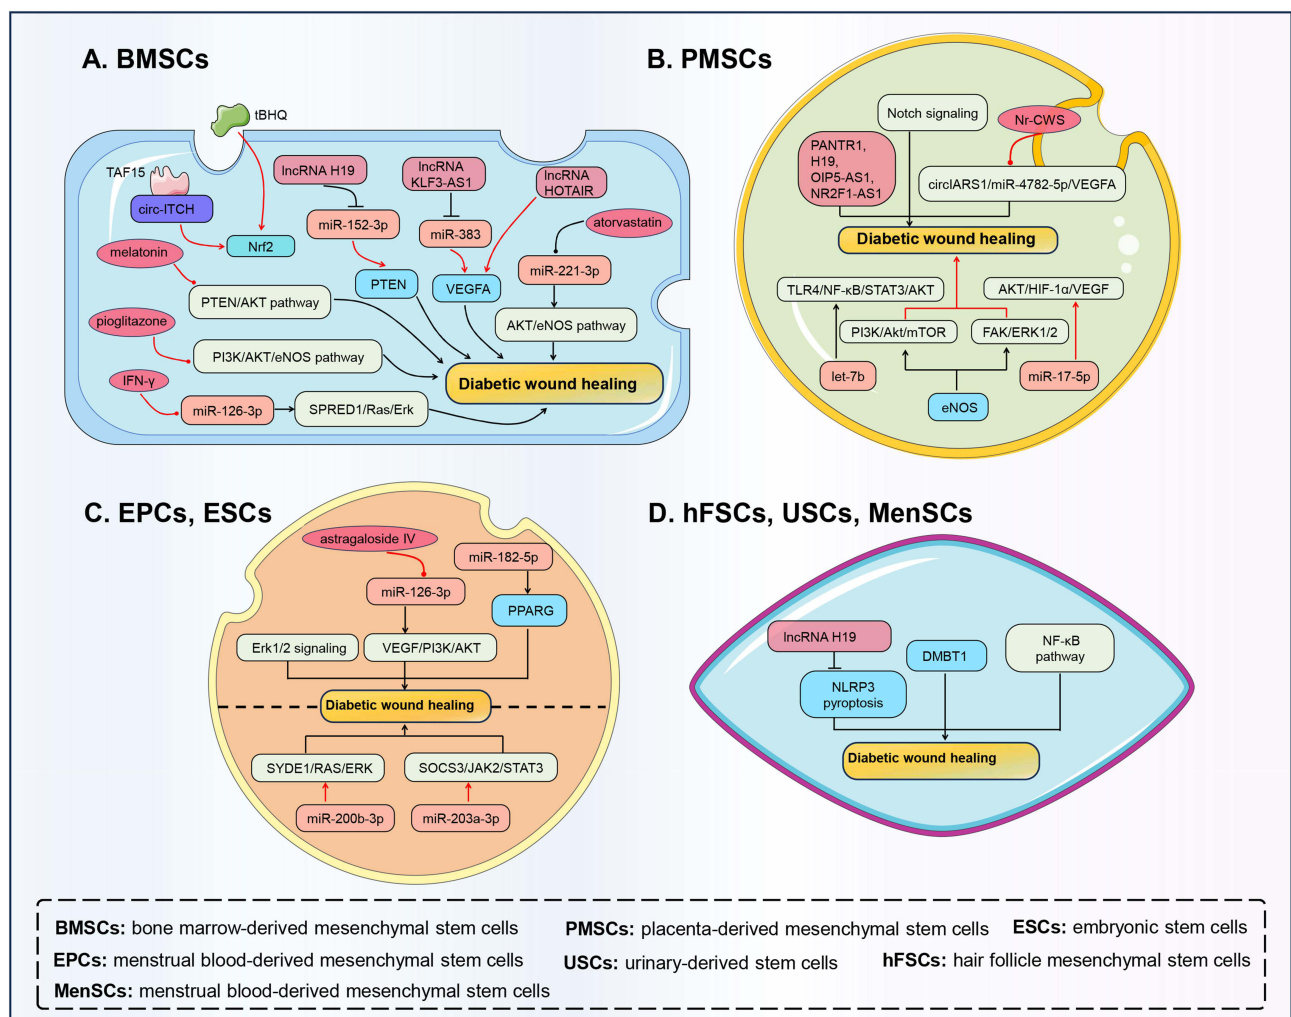 A. BMSCs
tBHQ
TAF15
circ-ITCH
Nrf2
lncRNA H19
miR-152-3p
PTEN
lncRNA
KLF3-AS1
miR-383
VEGFA
lncRNA
HOTAIR
atorvastatin
miR-221-3p
AKT/eNOS pathway
melatonin
PTEN/AKT pathway
pioglitazone
PI3K/AKT/eNOS pathway
IFN-γ
miR-126-3p
SPRED1/Ras/Erk
Diabetic wound healing
B. PMSCs
Notch signaling
Nr-CWS
PANTR1,
H19,
OIP5-AS1,
NR2F1-AS1
circIARS1/miR-4782-5p/VEGFA
Diabetic wound healing
TLR4/NF-κB/STAT3/AKT
AKT/HIF-1α/VEGF
PI3K/Akt/mTOR
FAK/ERK1/2
let-7b
eNOS
miR-17-5p
C. EPCs, ESCs
astragaloside IV
miR-182-5p
miR-126-3p
PPARG
Erk1/2 signaling
VEGF/PI3K/AKT
Diabetic wound healing
SYDE1/RAS/ERK
SOCS3/JAK2/STAT3
miR-200b-3p
miR-203a-3p
D. hFSCs, USCs, MenSCs
lncRNA H19
NLRP3
pyroptosis
DMBT1
NF-κB
pathway
Diabetic wound healing
BMSCs: bone marrow-derived mesenchymal stem cells
PMSCs: placenta-derived mesenchymal stem cells
ESCs: embryonic stem cells
EPCs: menstrual blood-derived mesenchymal stem cells
USCs: urinary-derived stem cells
hFSCs: hair follicle mesenchymal stem cells
MenSCs: menstrual blood-derived mesenchymal stem cells